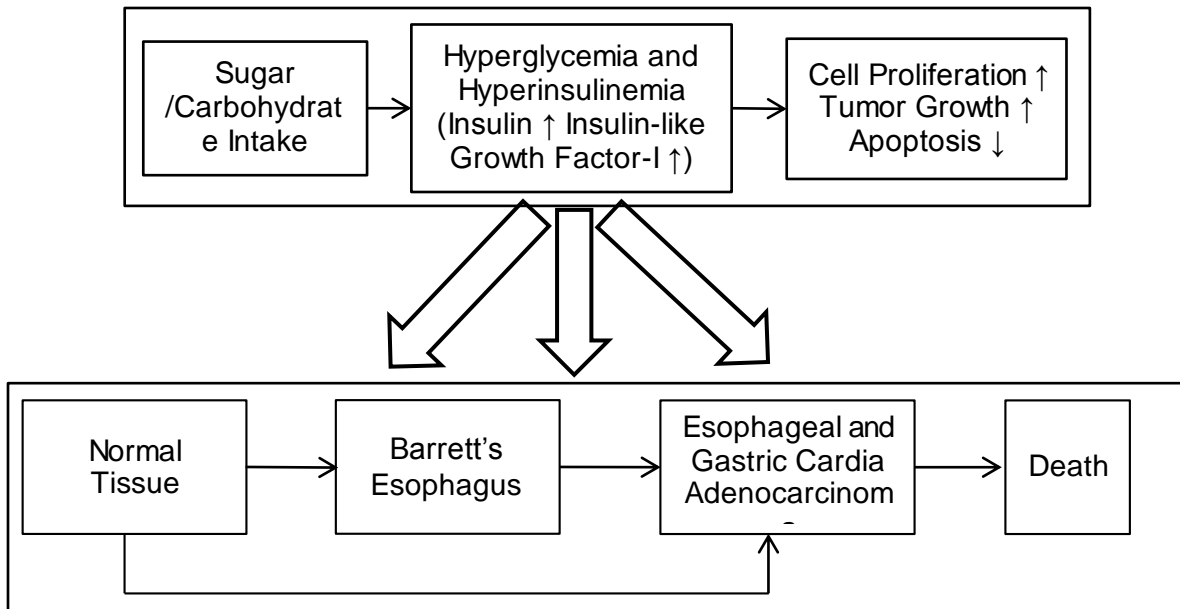 Sugar
/Carbohydrat
e Intake
Hyperglycemia and
Hyperinsulinemia
(Insulin ↑ Insulin-like
Growth Factor-I ↑)
Cell Proliferation ↑
Tumor Growth ↑
Apoptosis ↓
Normal
Tissue
Barrett’s
Esophagus
Esophageal and
Gastric Cardia
Adenocarcinom
Death